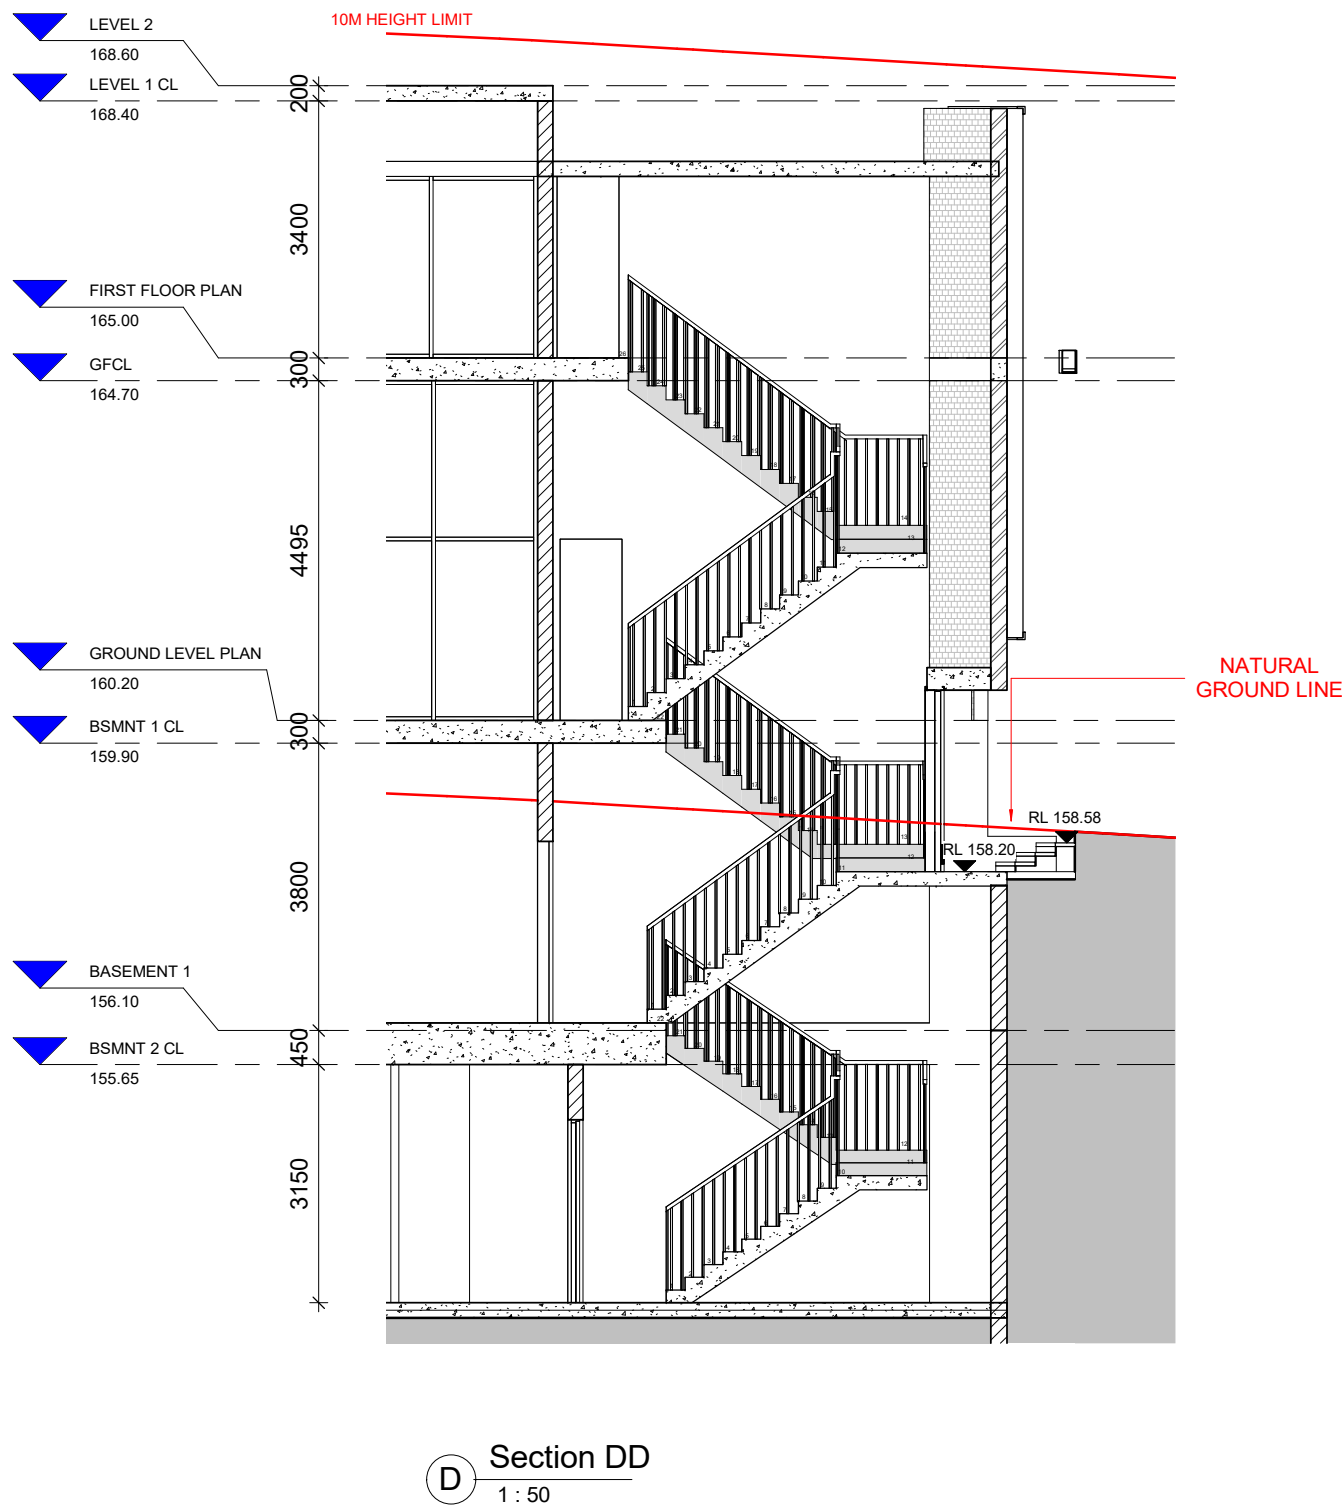 10M HEIGHT LIMIT
LEVEL 2
168.60
LEVEL 1 CL
168.40
200
3400
FIRST FLOOR PLAN
165.00
300
GFCL
164.70
4495
GROUND LEVEL PLAN
160.20
300
BSMNT 1 CL
159.90
NATURAL
GROUND LINE
RL 158.58
RL 158.20
3800
BASEMENT 1
156.10
450
BSMNT 2 CL
155.65
3150
D
Section DD
1 : 50